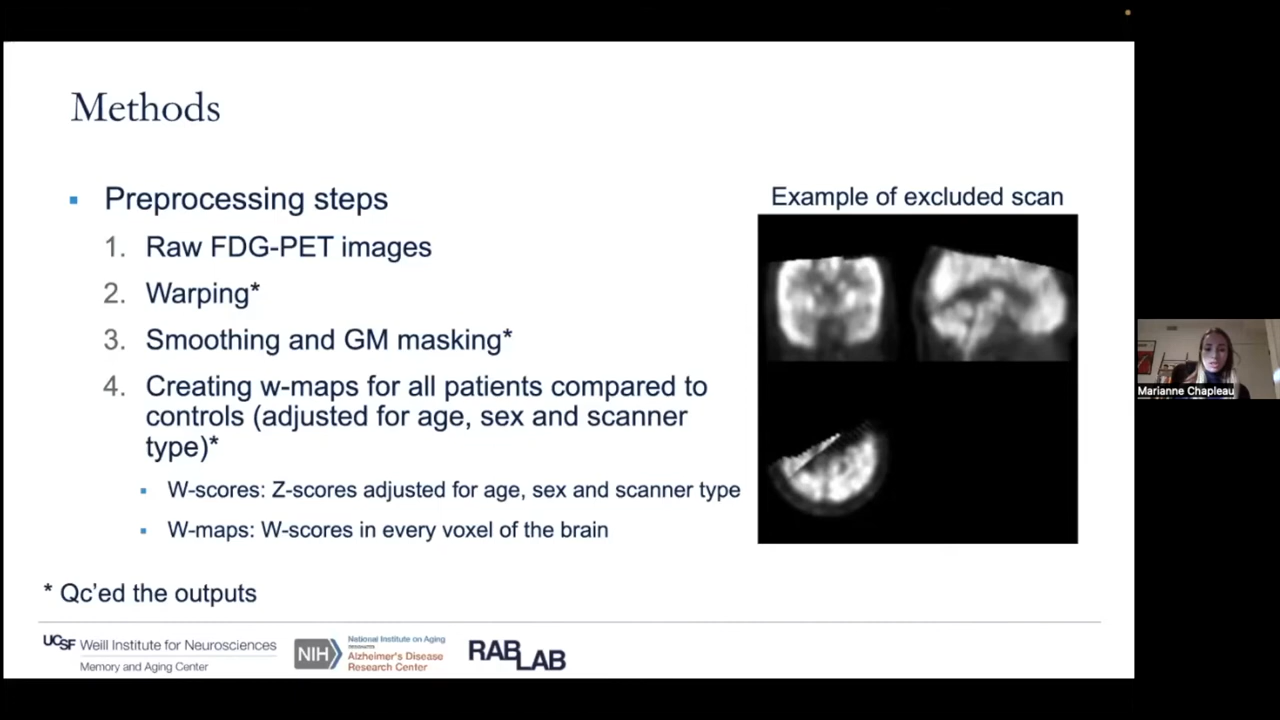 Methods
▪ Preprocessing steps
1. Raw FDG-PET images
2. Warping*
3. Smoothing and GM masking*
4. Creating w-maps for all patients compared to
controls (adjusted for age, sex and scanner
type)*
▪ W-scores: Z-scores adjusted for age, sex and scanner type
▪ W-maps: W-scores in every voxel of the brain
Example of excluded scan
* Qc'ed the outputs
UCSF Weill Institute for Neurosciences
Memory and Aging Center
NIH
National Institute on Aging
Alzheimer's Disease
Research Center
RAB LAB
Marianne Chapleau